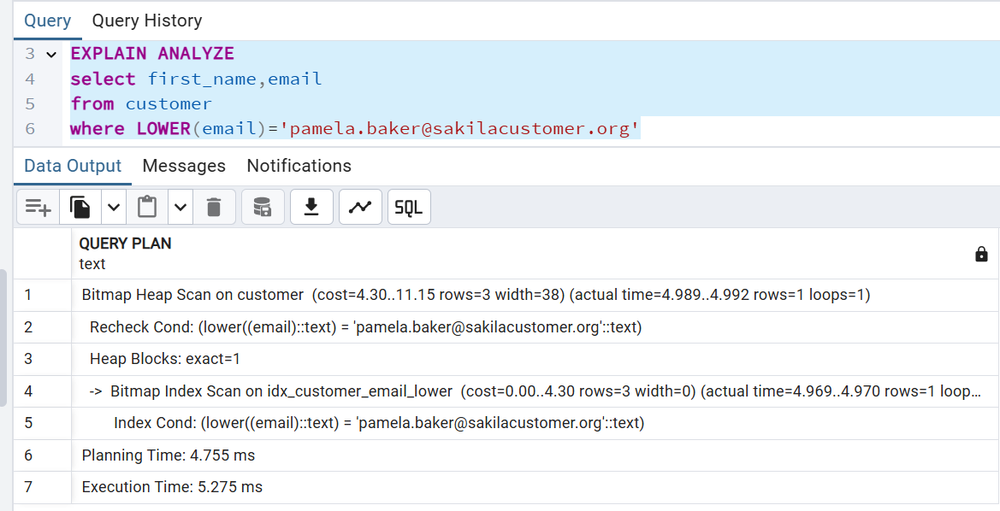 Query Query History
3 EXPLAIN ANALYZE
4 select first_name,email
5 from customer
6 where LOWER(email)='pamela.baker@sakilacustomer.org'
Data Output Messages Notifications
SQL
QUERY PLAN
text
1 Bitmap Heap Scan on customer (cost=4.30..11.15 rows=3 width=38) (actual time=4.989..4.992 rows=1 loops=1)
2 Recheck Cond: (lower((email)::text) = 'pamela.baker@sakilacustomer.org'::text)
3 Heap Blocks: exact=1
4 -> Bitmap Index Scan on idx_customer_email_lower (cost=0.00..4.30 rows=3 width=0) (actual time=4.969..4.970 rows=1 loop...
5 Index Cond: (lower((email)::text) = 'pamela.baker@sakilacustomer.org'::text)
6 Planning Time: 4.755 ms
7 Execution Time: 5.275 ms